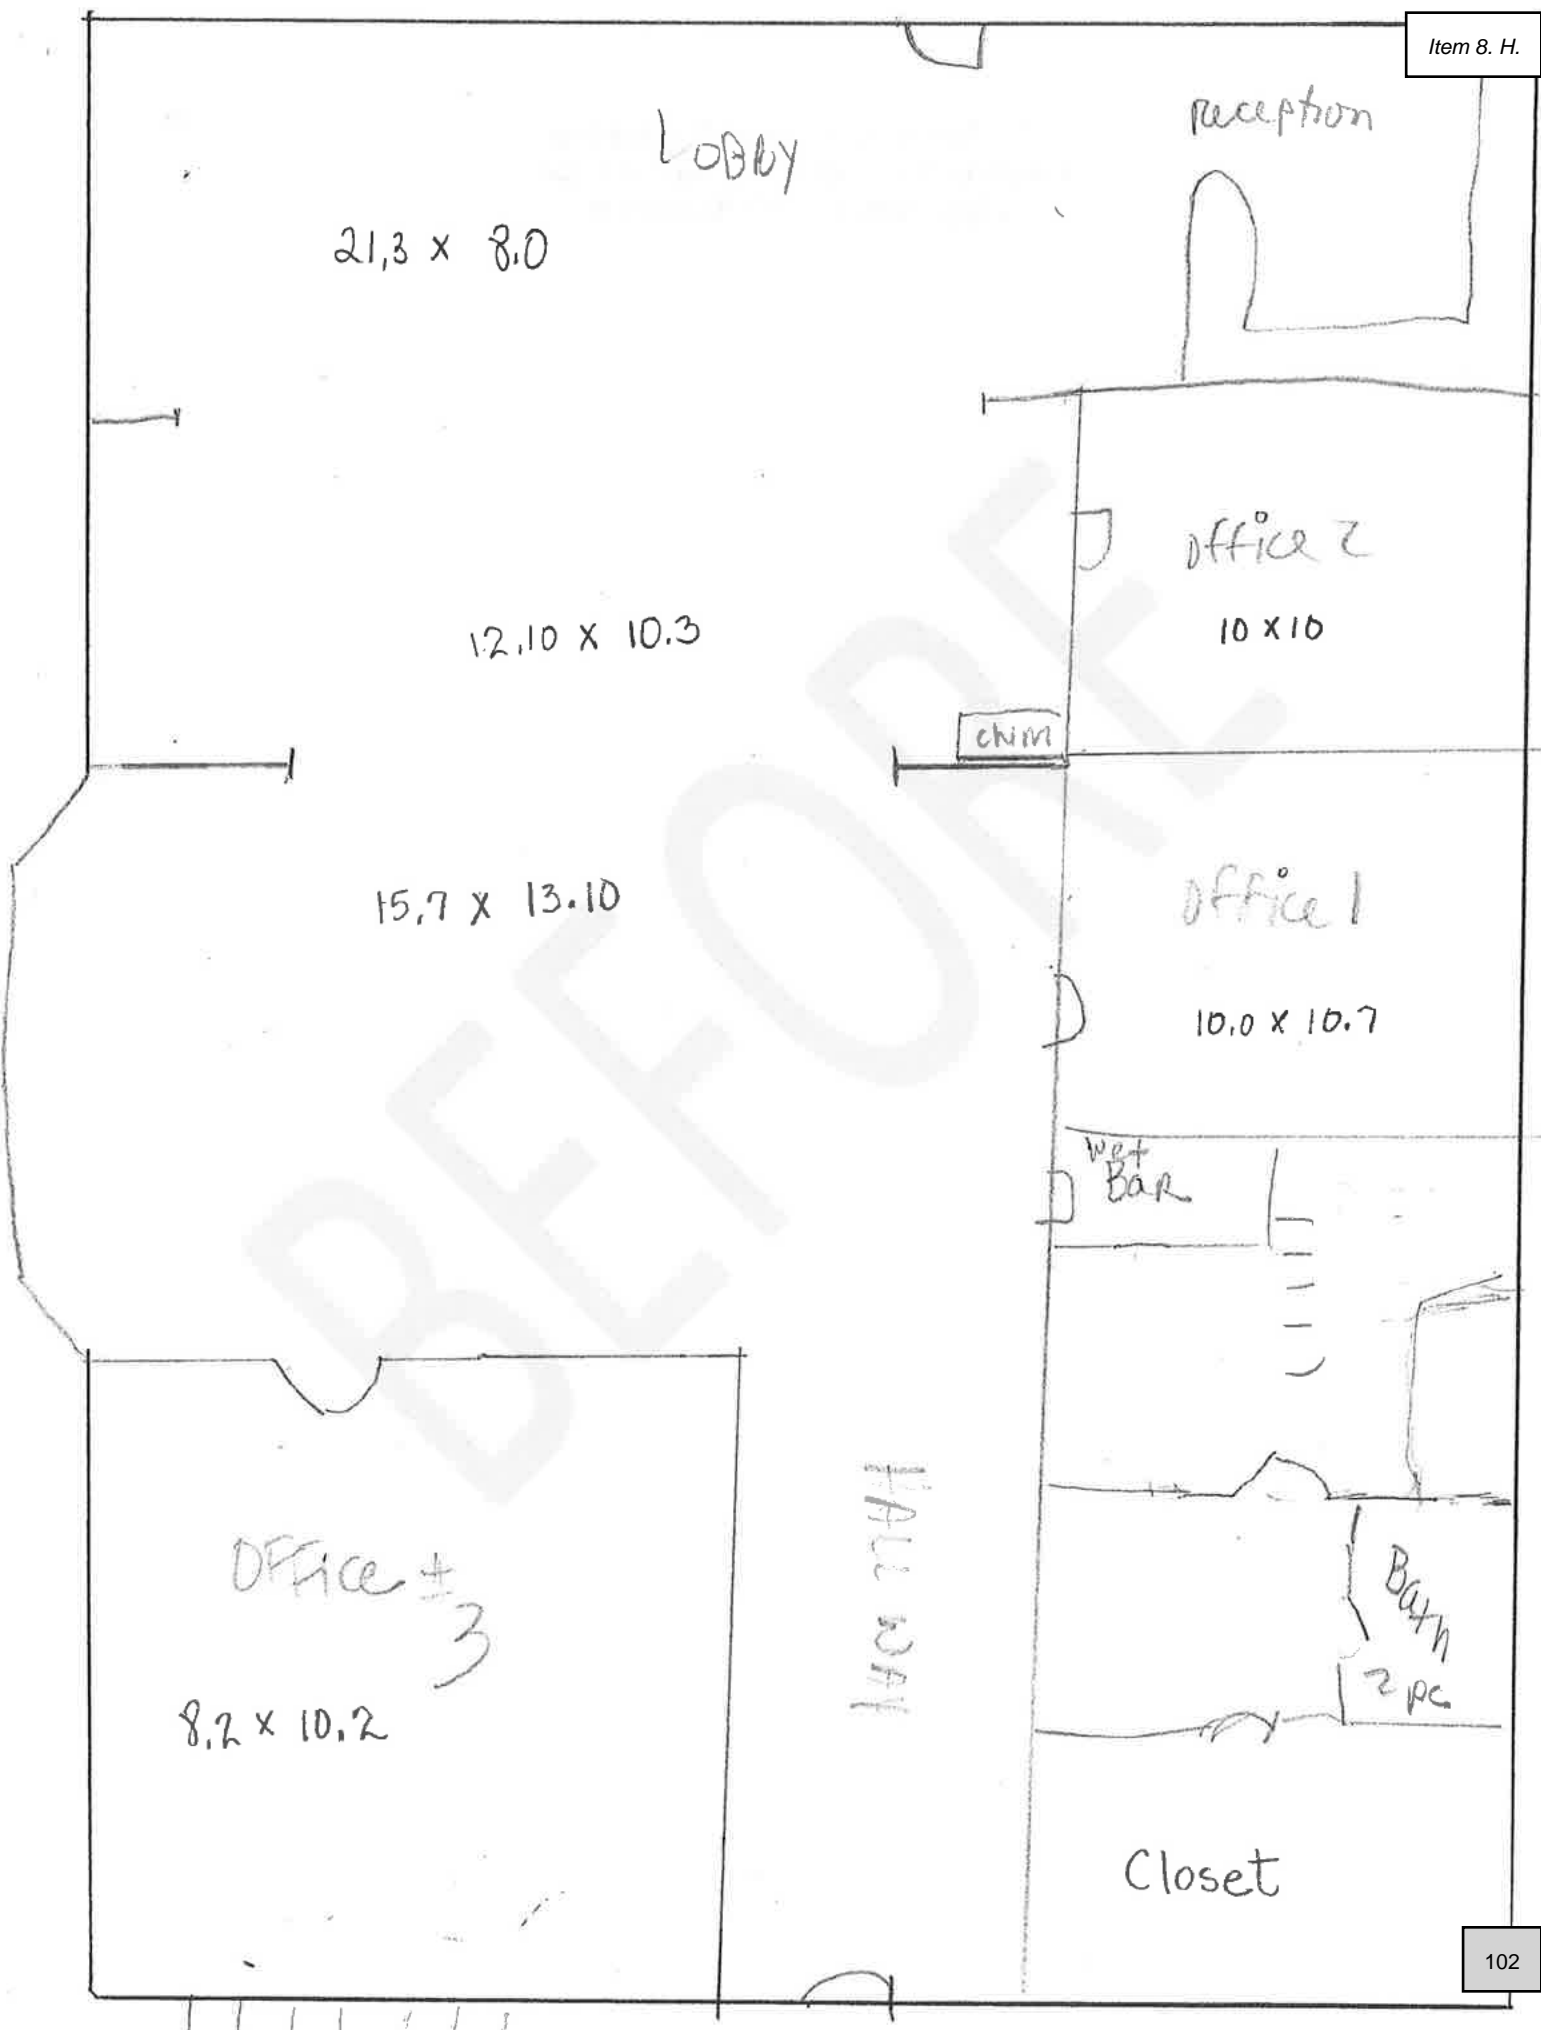 Item 8. H.
LOBBY
reception
21,3 x 8.0
office 2
10 x 10
12.10 x 10.3
chim
office 1
15.7 x 13.10
10.0 x 10.7
BEFORE
wet
Bar
HALL WAY
Office #
3
Bath
2 pc
8.2 x 10.2
Closet
102